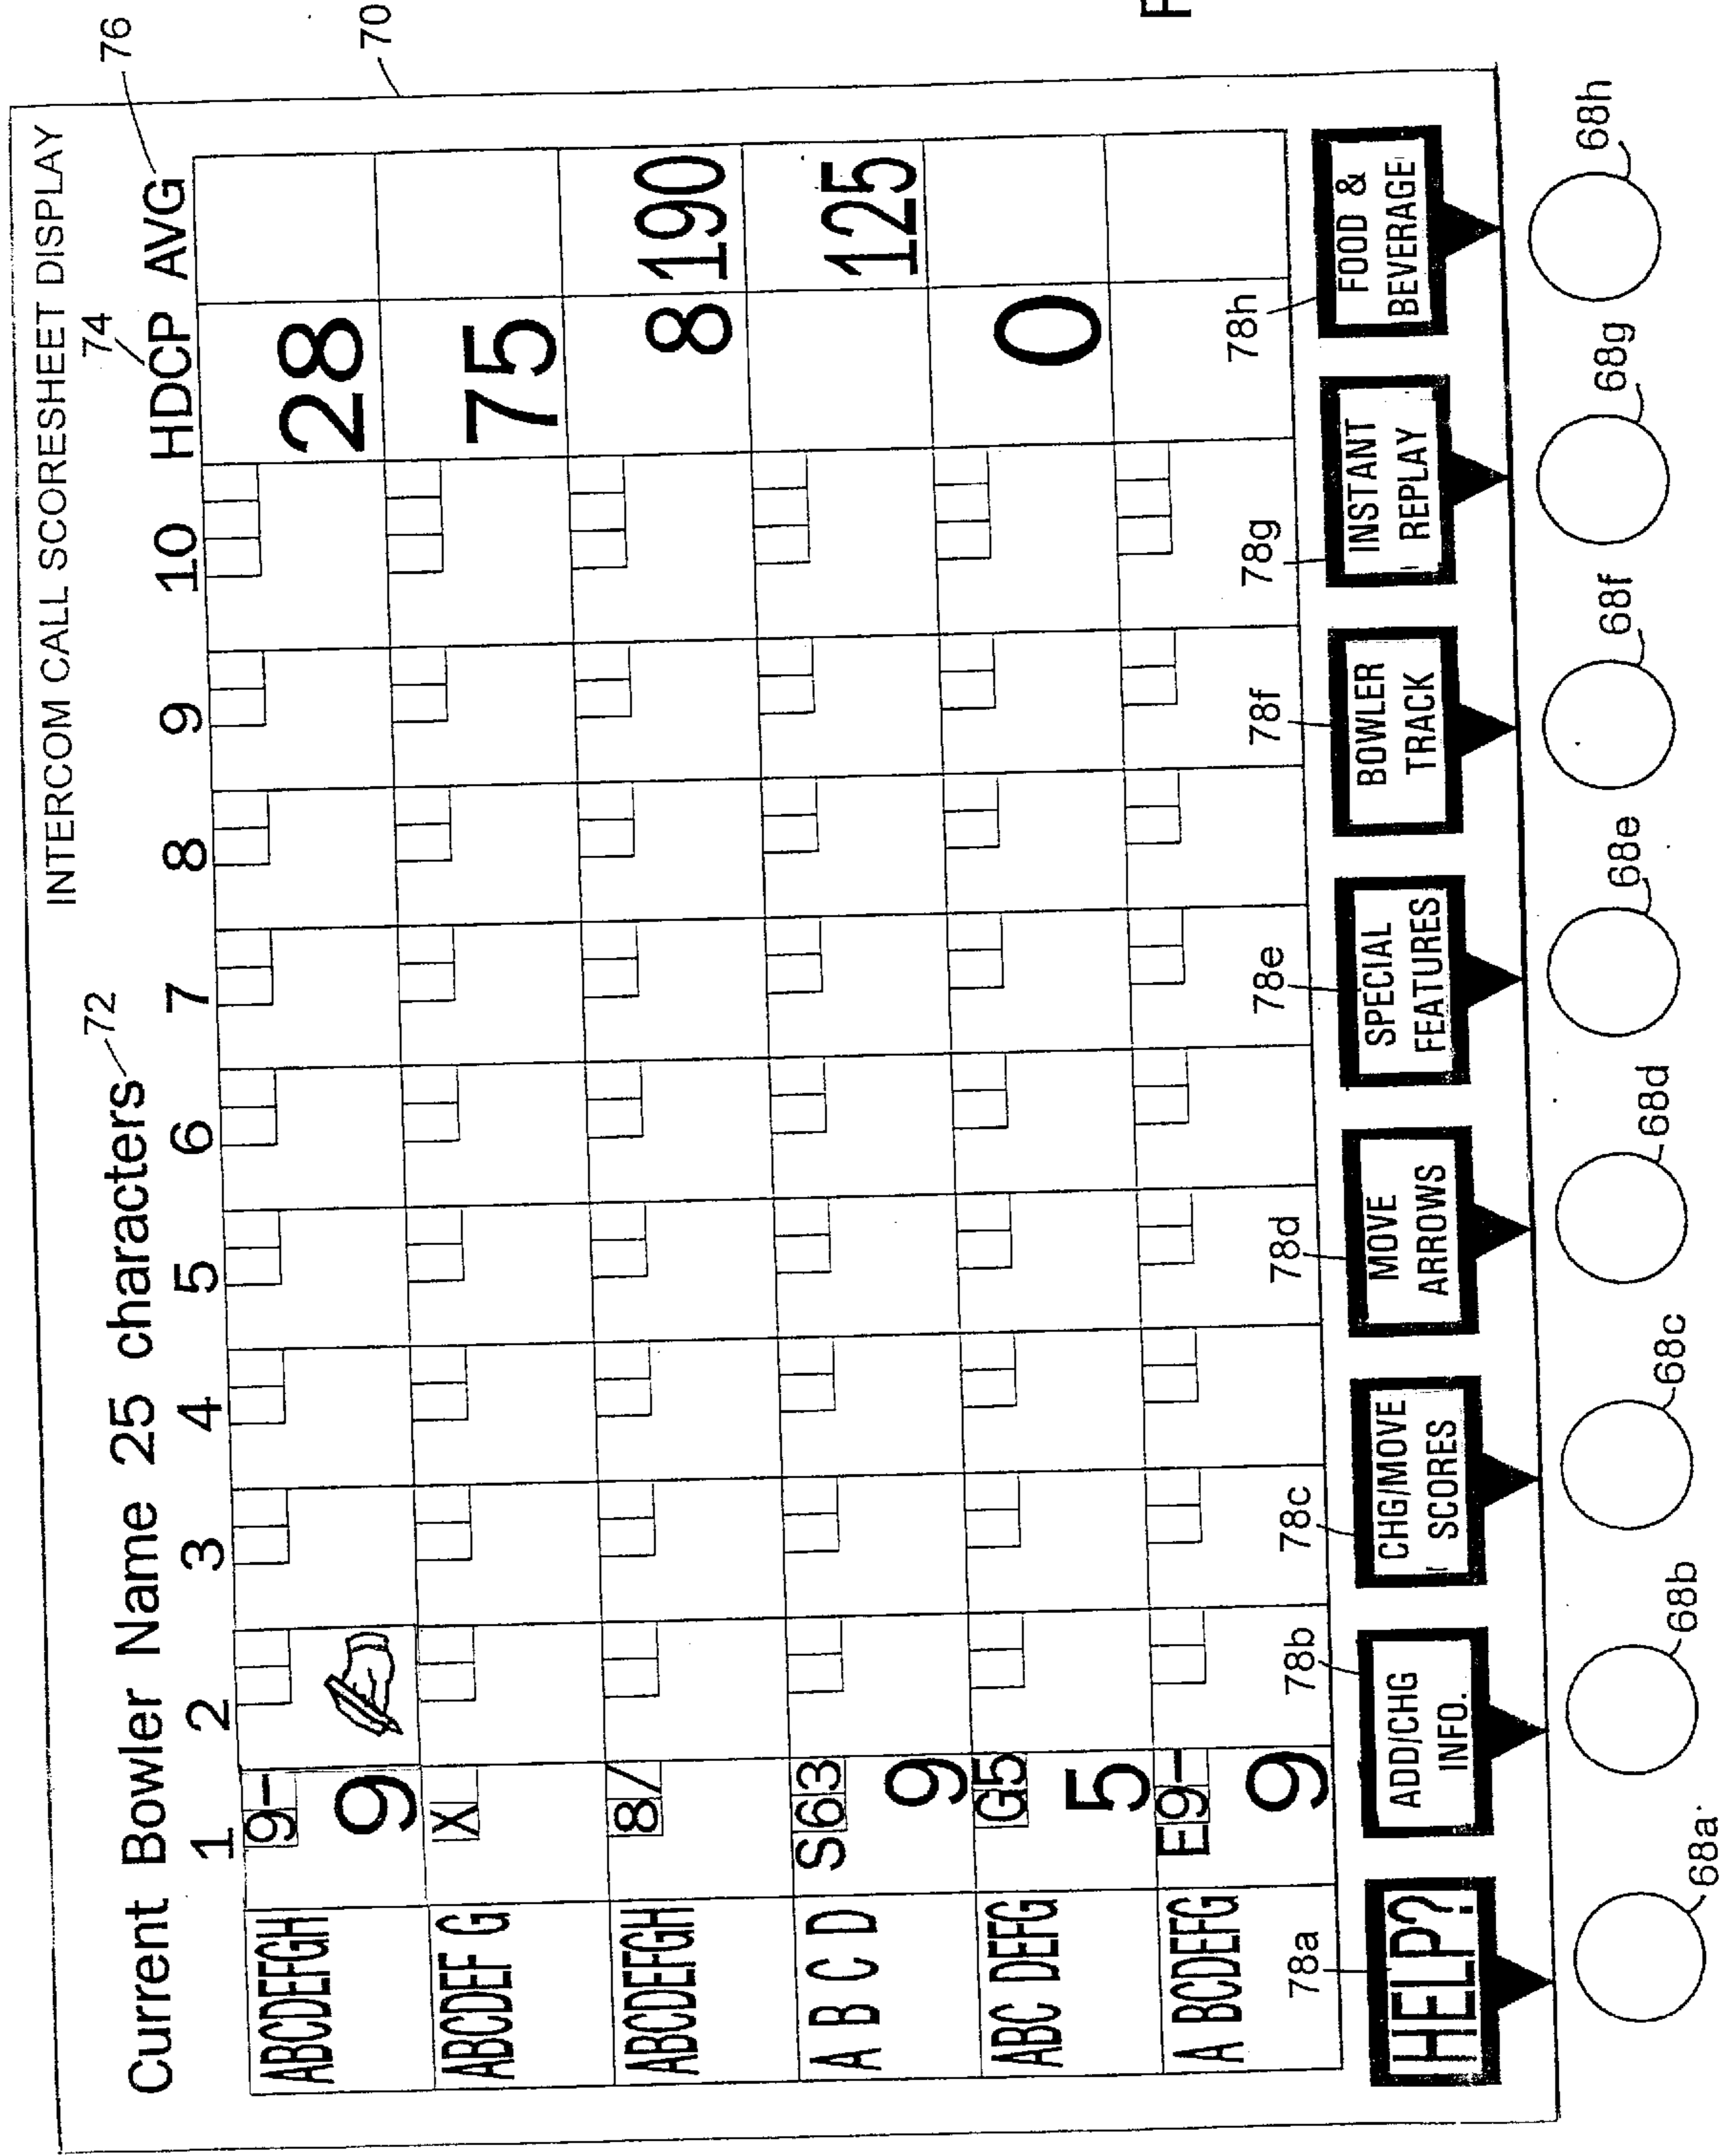 INTERCOM CALL SCORESHEET DISPLAY
76
70
Current Bowler Name 25 characters 72
74
1 2 3 4 5 6 7 8 9 10 HDCP AVG
ABCDEFGH 9- 9 28
ABCDEF G X 75
ABCDEFGH 8/ 8 190
A B C D S63 9 125
ABC DEFG G5 5 0
A BCDEFG E9- 9
78a 78b 78c 78d 78e 78f 78g 78h
HELP?
ADD/CHG
INFO.
CHG/MOVE
SCORES
MOVE
ARROWS
SPECIAL
FEATURES
BOWLER
TRACK
INSTANT
REPLAY
FOOD &
BEVERAGE
68a 68b 68c 68d 68e 68f 68g 68h